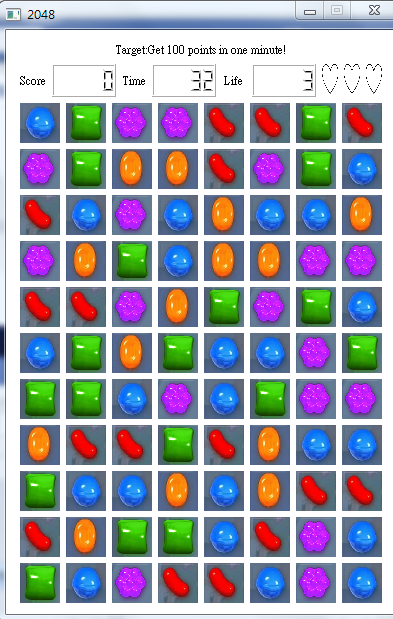 2048
Target:Get 100 points in one minute!
Score 0 Time 32 Life 3